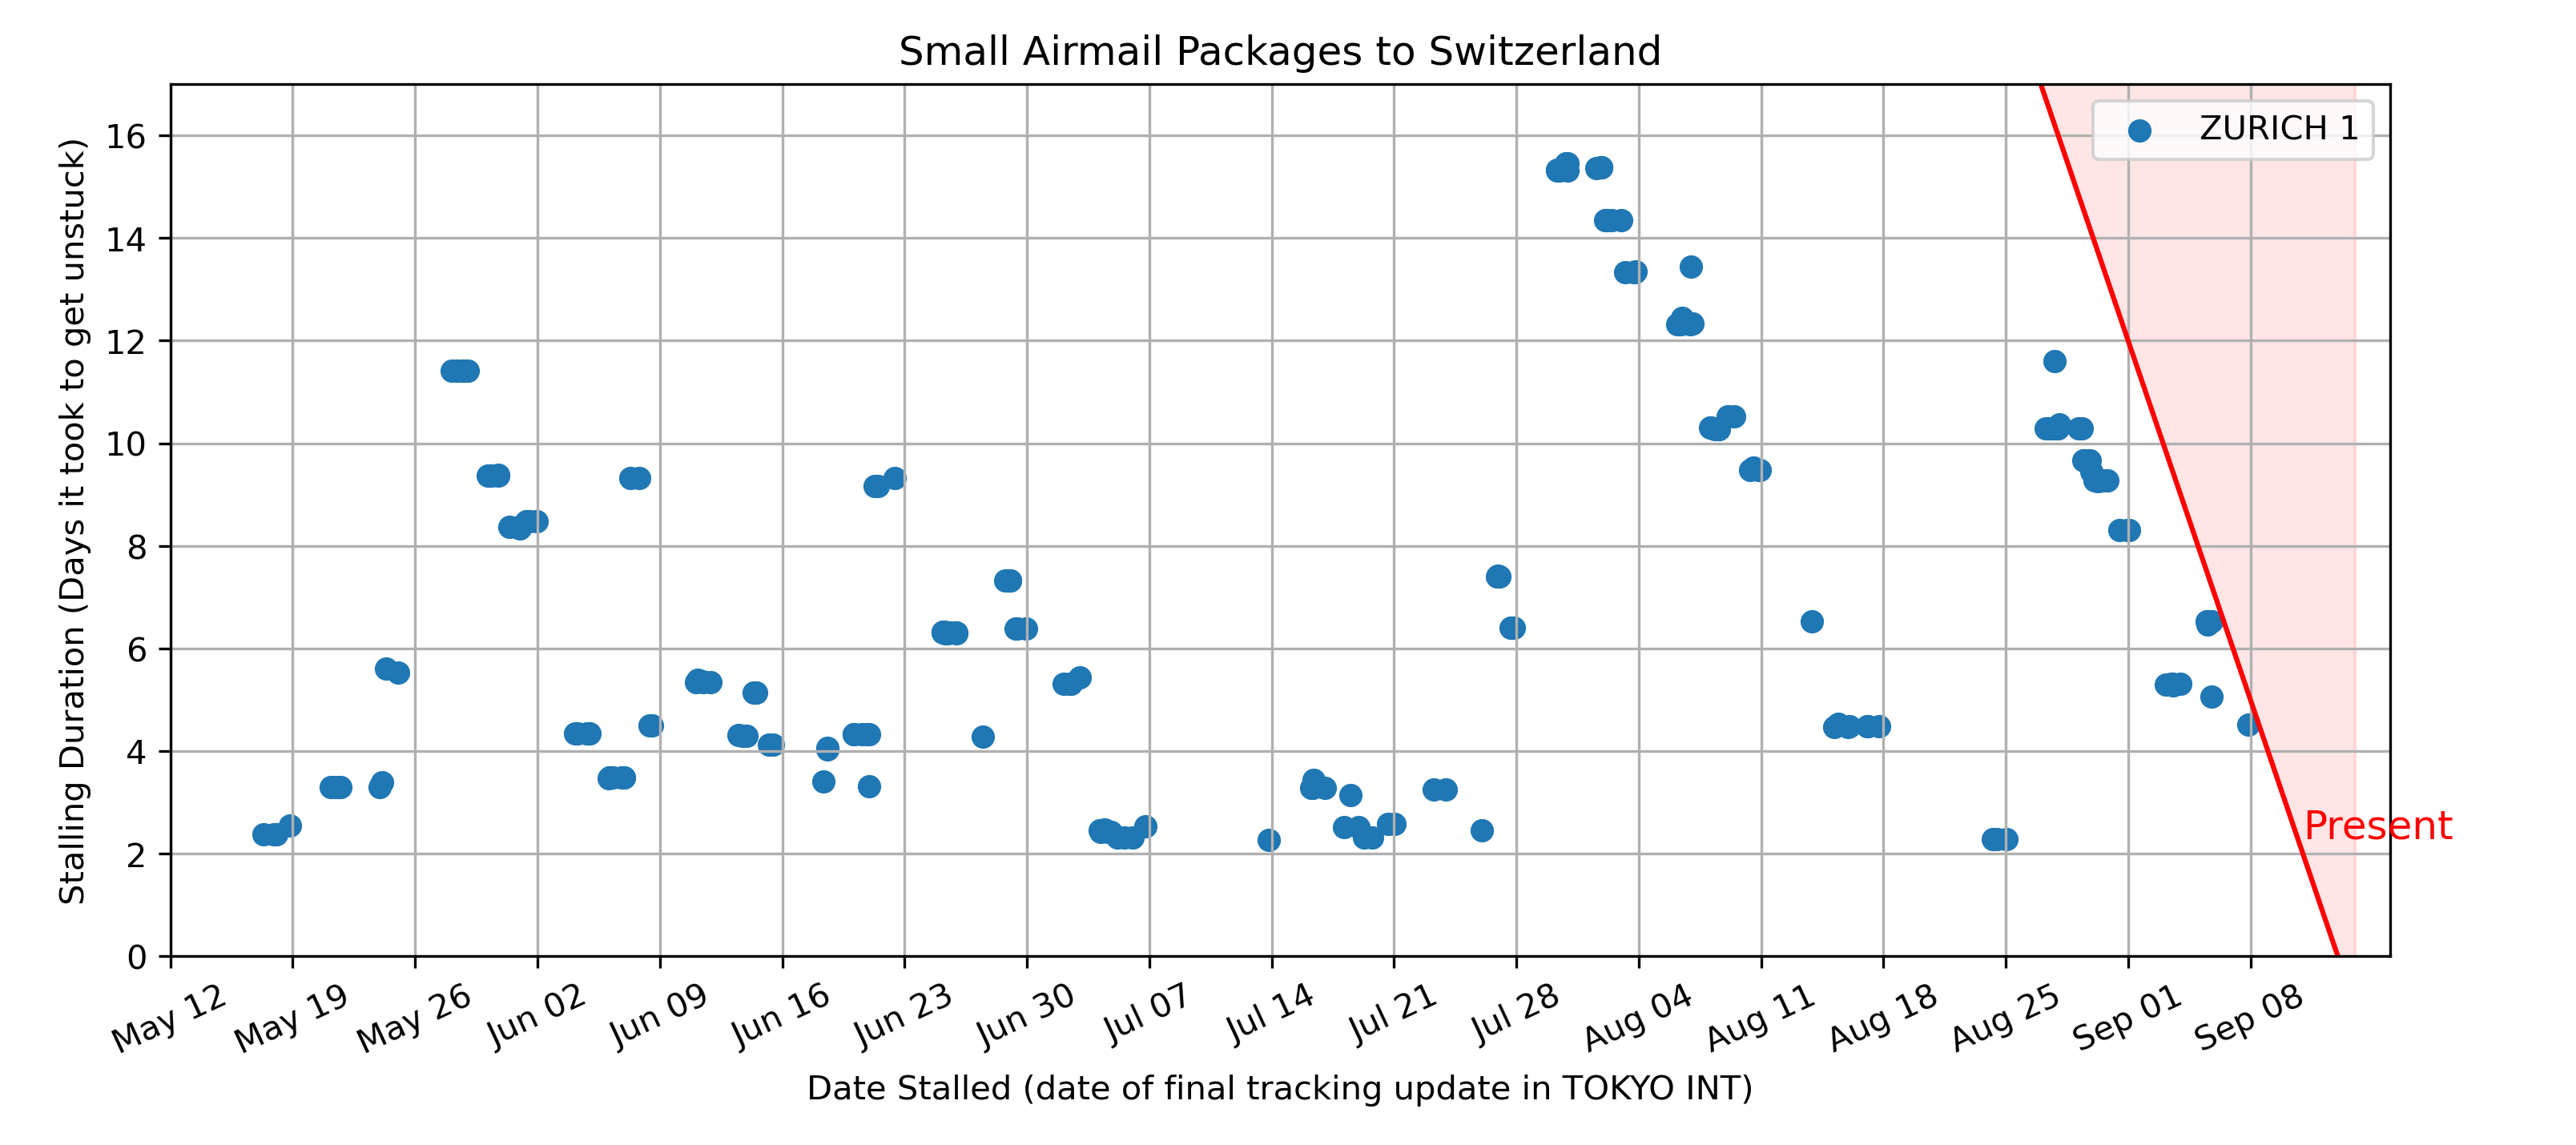 Small Airmail Packages to Switzerland
ZURICH 1
Stalling Duration (Days it took to get unstuck)
16
14
12
10
8
6
4
2
0
Present
May 12
May 19
May 26
Jun 02
Jun 09
Jun 16
Jun 23
Jun 30
Jul 07
Jul 14
Jul 21
Jul 28
Aug 04
Aug 11
Aug 18
Aug 25
Sep 01
Sep 08
Date Stalled (date of final tracking update in TOKYO INT)